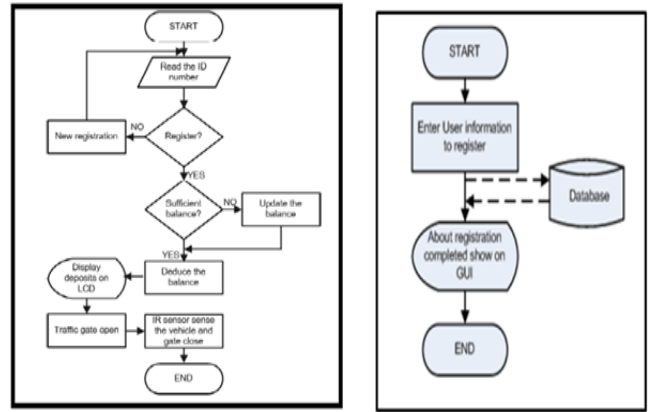 START
Read the ID
number
New registration
NO
Register?
YES
Sufficient
balance?
NO
Update the
balance
YES
Deduce the
balance
Display
deposits on
LCD
Traffic gate open
IR sensor sense
the vehicle and
gate close
END
START
Enter User information
to register
Database
About registration
completed show on
GUI
END